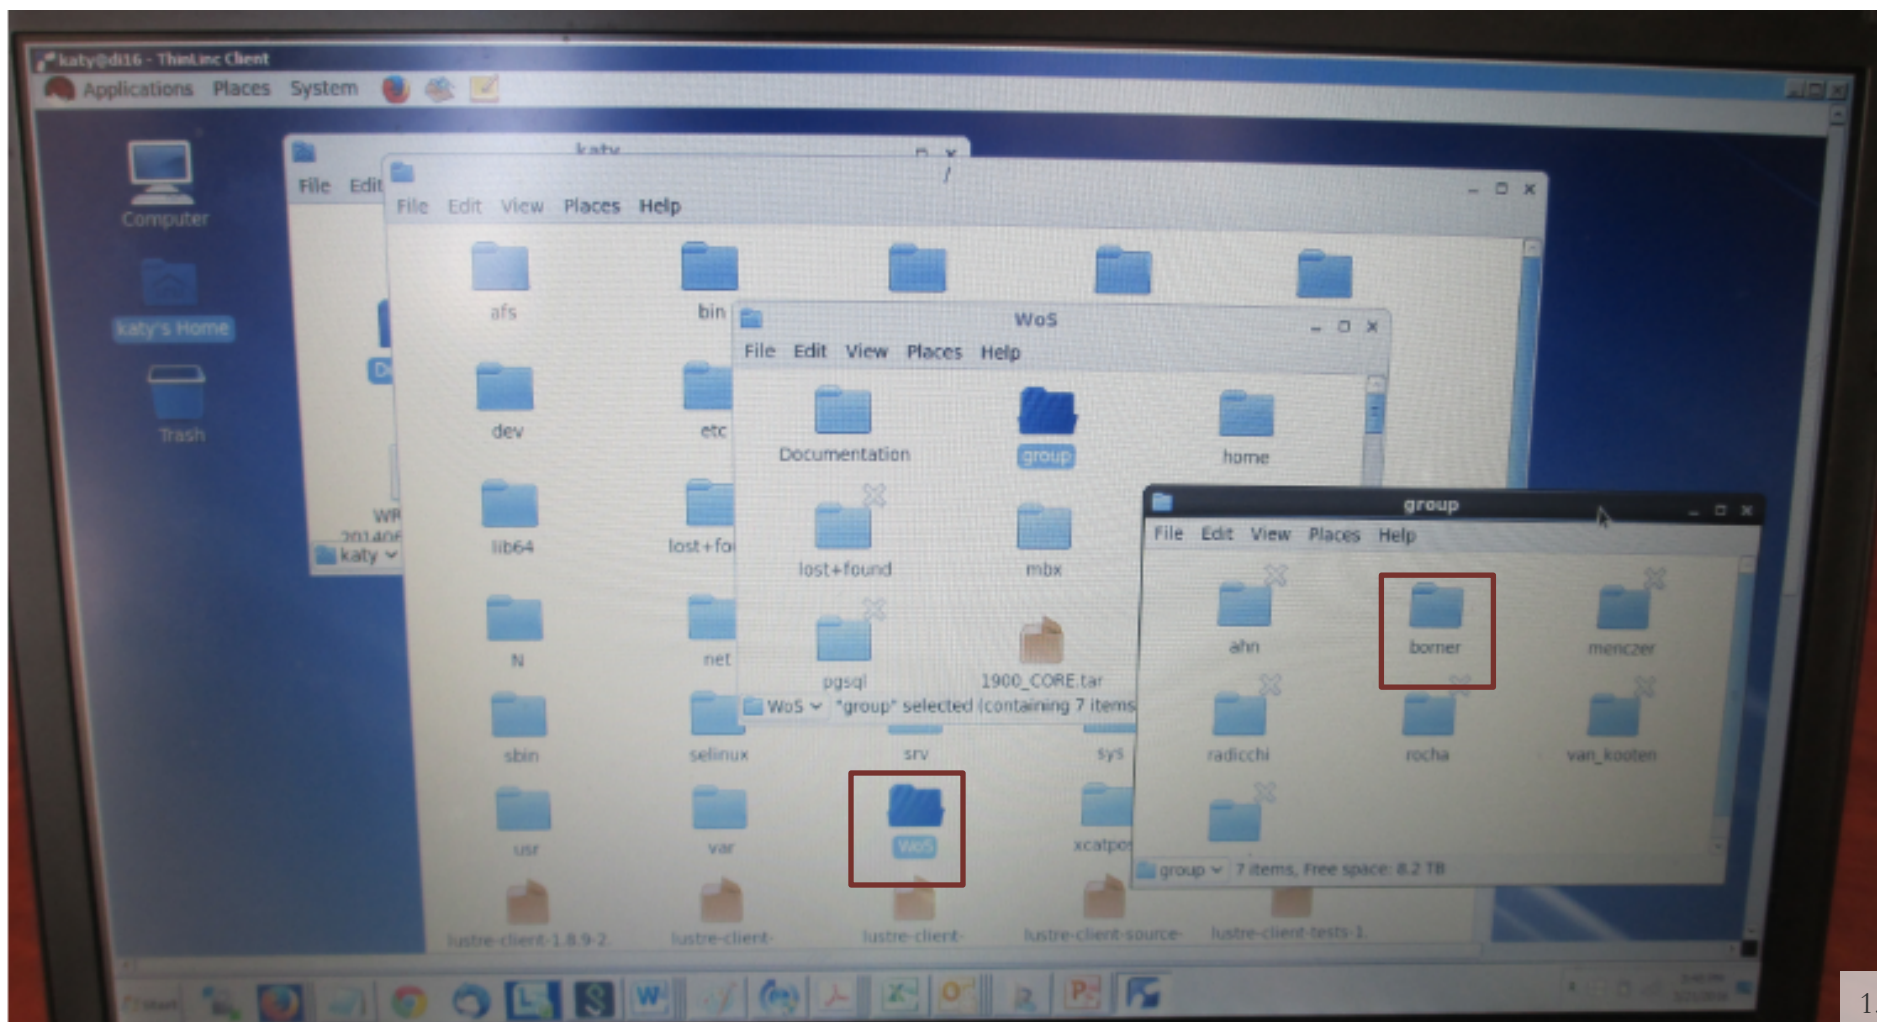 katy@di16 - ThinLinc Client
Applications Places System
Computer
katy's Home
Trash
katy
File Edit
/
File Edit View Places Help
afs
bin
dev
etc
lib64
lost+fo
N
net
sbin
selinux
srv
sys
usr
var
WoS
xcatpo
lustre-client-1.8.9-2.
lustre-client-
lustre-client-
lustre-client-source-
lustre-client-tests-1.
katy
WoS
File Edit View Places Help
Documentation
group
home
lost+found
mbx
pgsql
1900_CORE.tar
WoS "group" selected (containing 7 items
group
File Edit View Places Help
ahn
borner
menczer
radicchi
rocha
van_kooten
group 7 items, Free space: 8.2 TB
Start